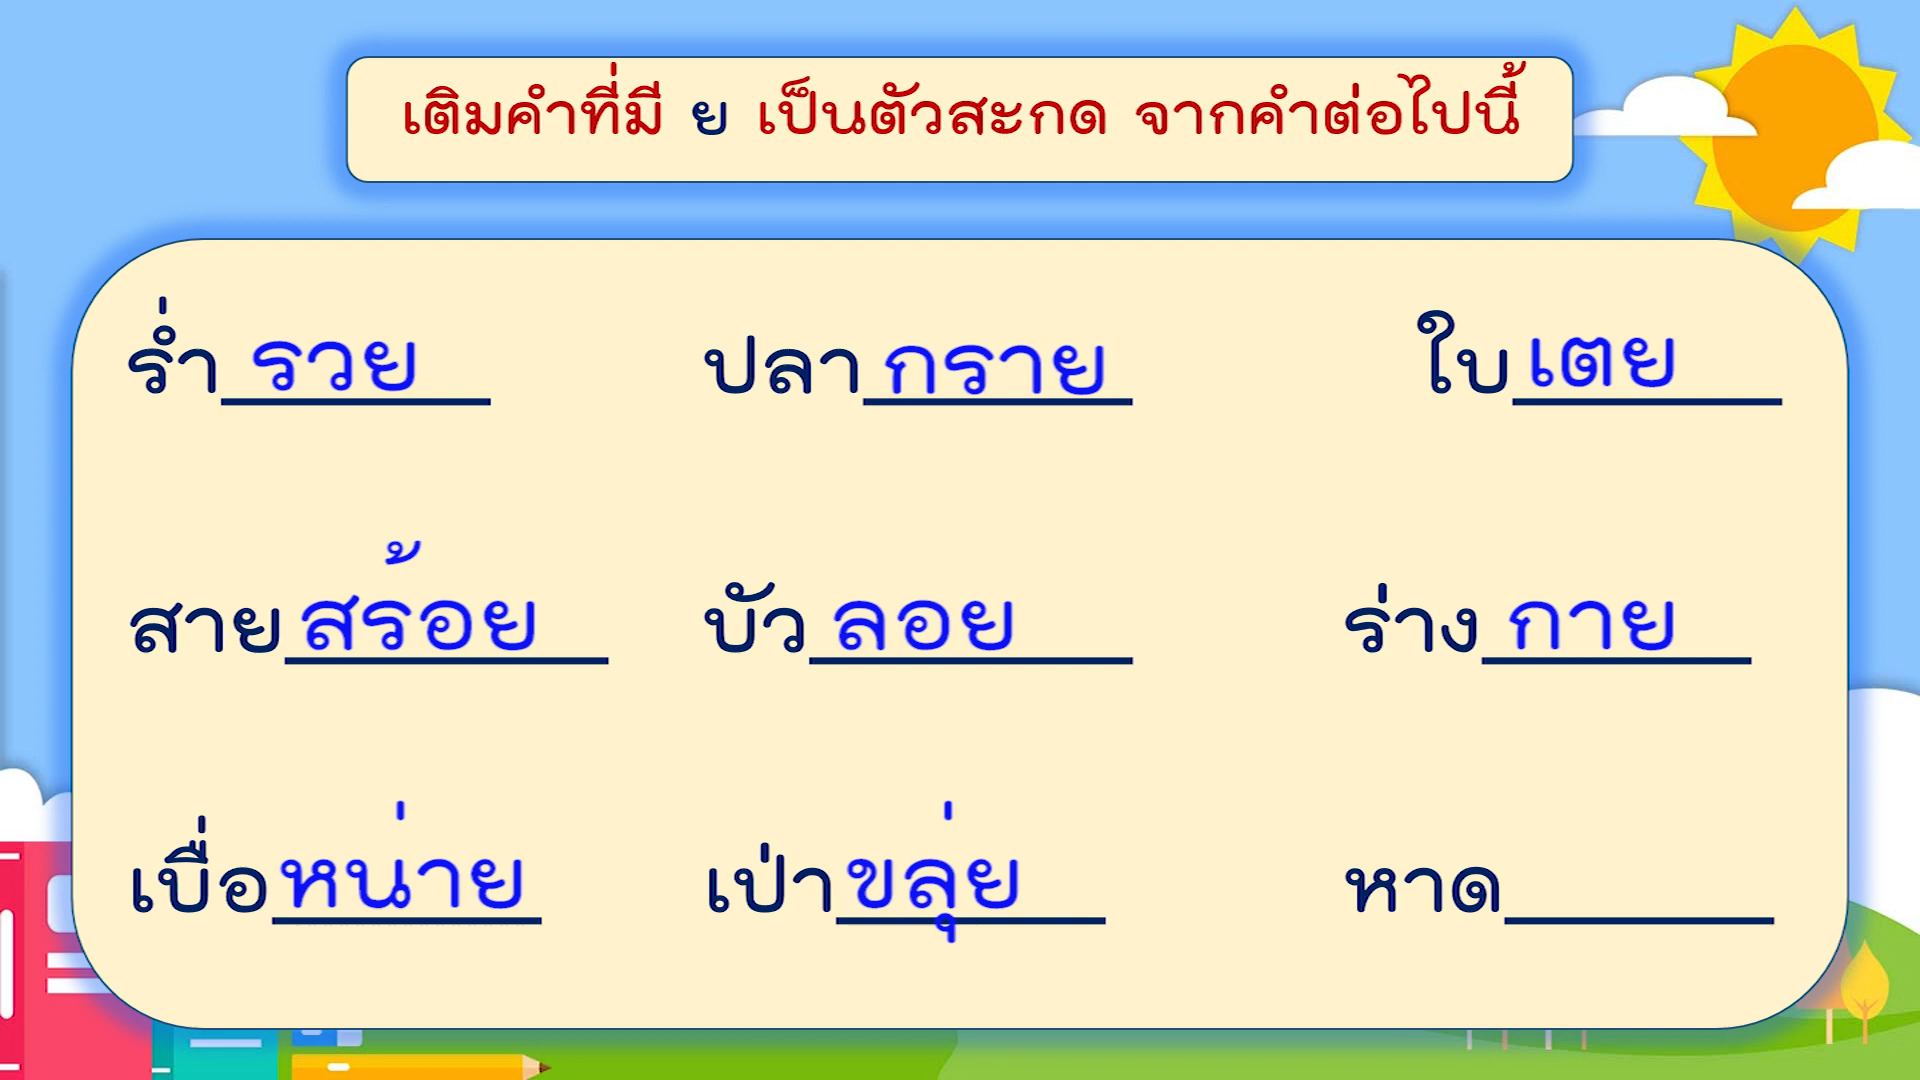 เติมคำที่มี ย เป็นตัวสะกด จากคำต่อไปนี้
ร่ำรวย ปลากราย ใบเตย
สายสร้อย บัวลอย ร่างกาย
เบื่อหน่าย เป่าขลุ่ย หาด____